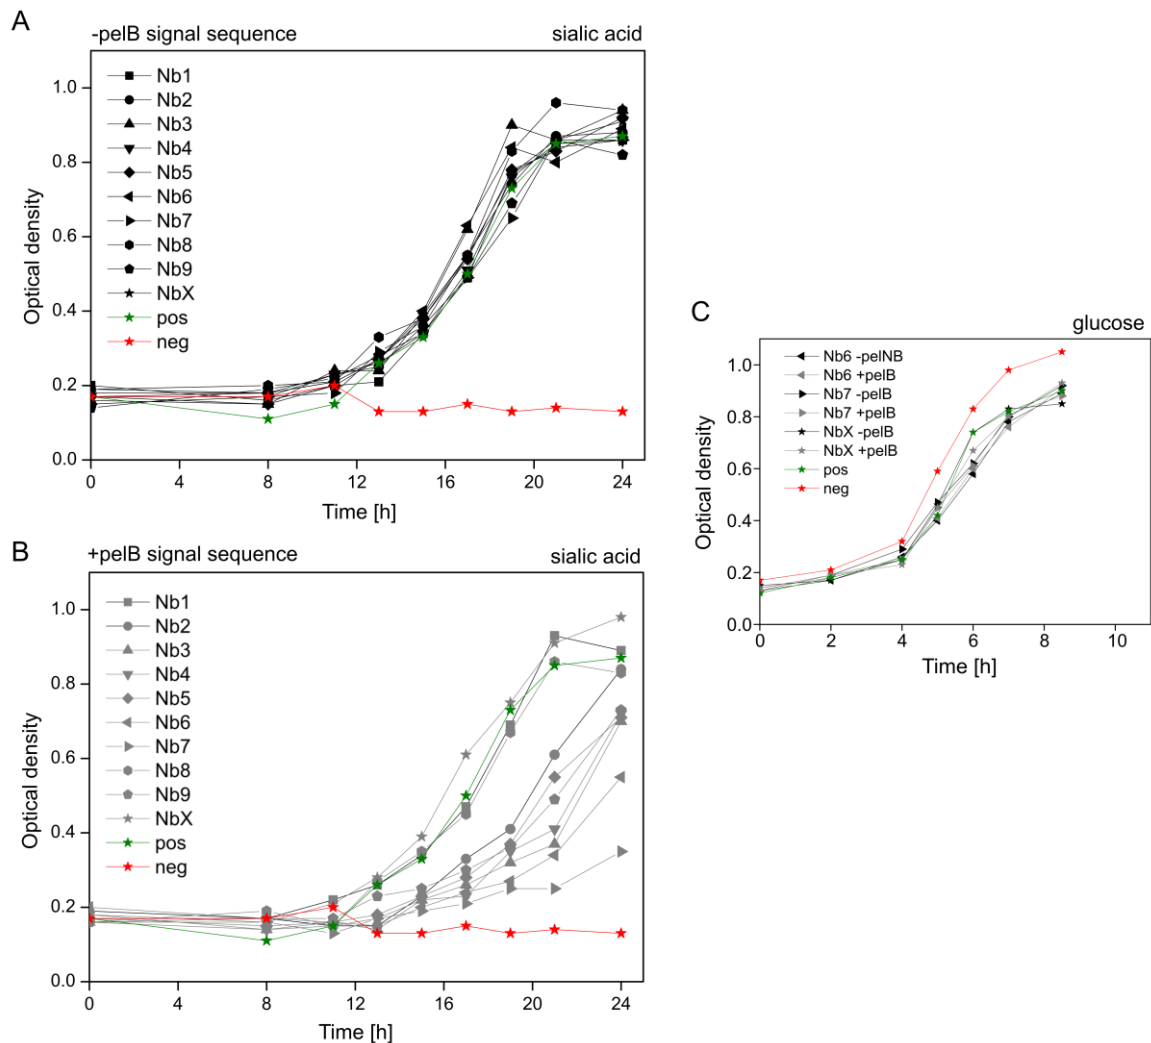 A
-pelB signal sequence
sialic acid
Nb1
Nb2
Nb3
Nb4
Nb5
Nb6
Nb7
Nb8
Nb9
NbX
pos
neg
1.0
0.8
0.6
0.4
0.2
0.0
Optical density
0
4
8
12
16
20
24
Time [h]
B
+pelB signal sequence
sialic acid
Nb1
Nb2
Nb3
Nb4
Nb5
Nb6
Nb7
Nb8
Nb9
NbX
pos
neg
1.0
0.8
0.6
0.4
0.2
0.0
Optical density
0
4
8
12
16
20
24
Time [h]
C
glucose
Nb6 -pelNB
Nb6 +pelB
Nb7 -pelB
Nb7 +pelB
NbX -pelB
NbX +pelB
pos
neg
1.0
0.8
0.6
0.4
0.2
0.0
Optical density
0
2
4
6
8
10
Time [h]